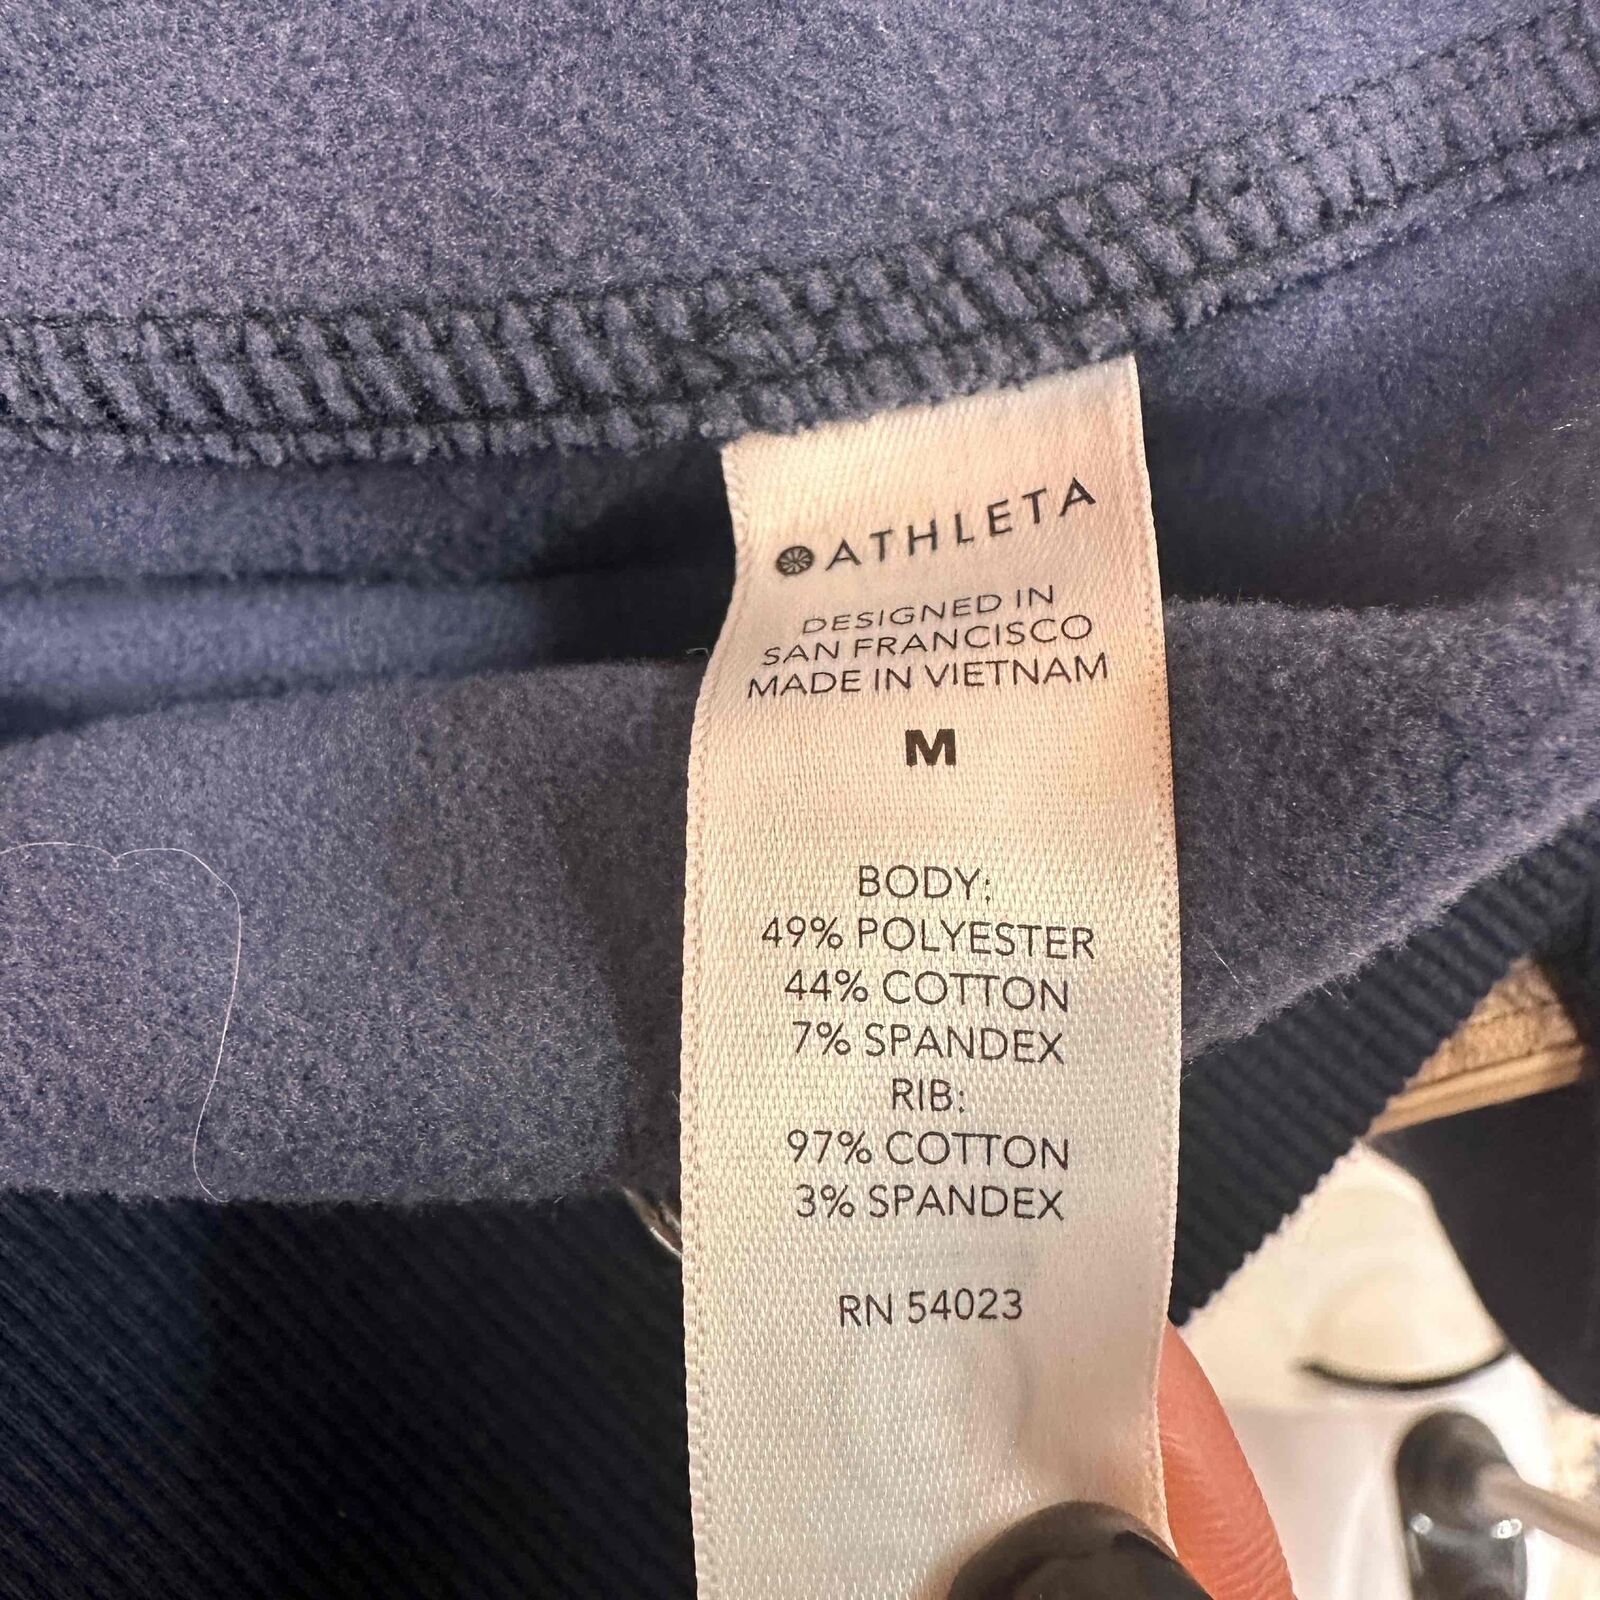 ATHLETA
DESIGNED IN
SAN FRANCISCO
MADE IN VIETNAM
M
BODY:
49% POLYESTER
44% COTTON
7% SPANDEX
RIB:
97% COTTON
3% SPANDEX
RN 54023